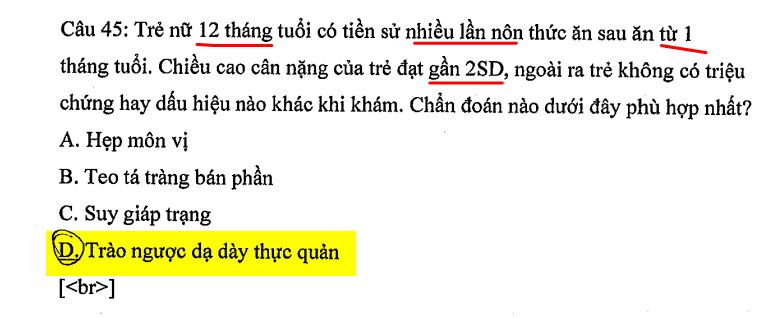 Câu 45: Trẻ nữ 12 tháng tuổi có tiền sử nhiều lần nôn thức ăn sau ăn từ 1
tháng tuổi. Chiều cao cân nặng của trẻ đạt gần 2SD, ngoài ra trẻ không có triệu
chứng hay dấu hiệu nào khác khi khám. Chẩn đoán nào dưới đây phù hợp nhất?
A. Hẹp môn vị
B. Teo tá tràng bán phần
C. Suy giáp trạng
D. Trào ngược dạ dày thực quản
[<br>]